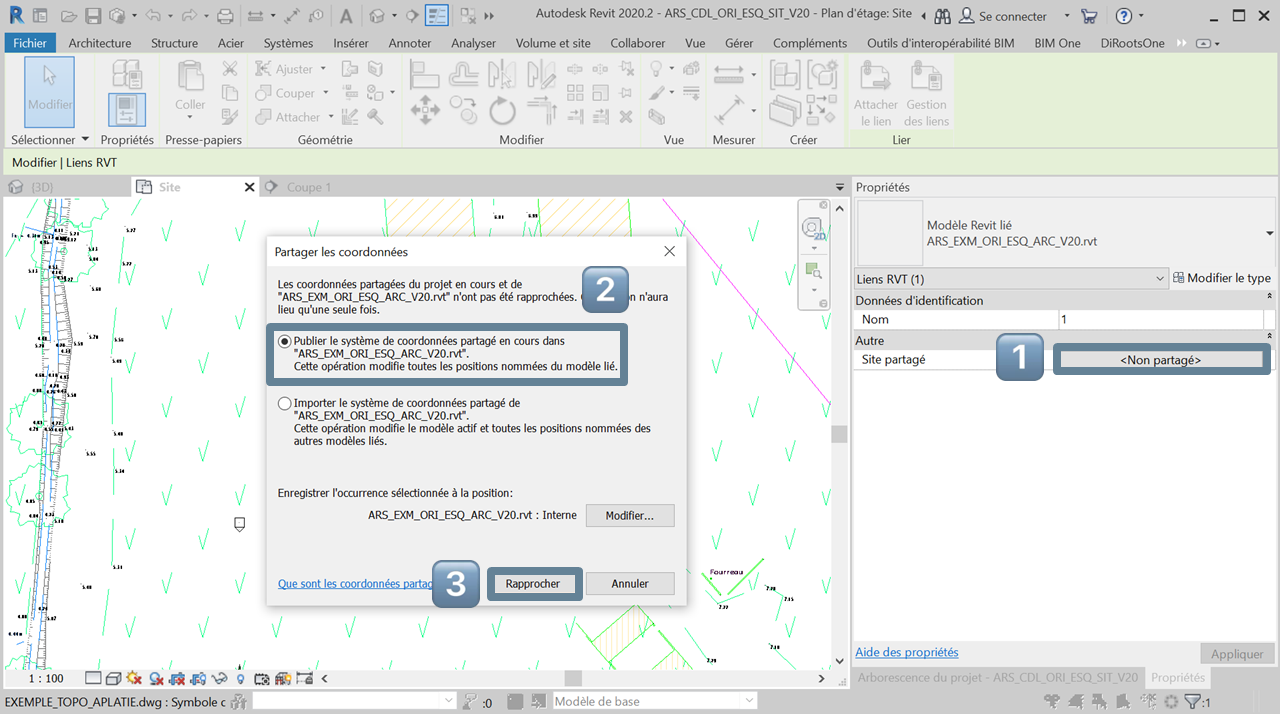 Autodesk Revit 2020.2 - ARS_CDL_ORI_ESQ_SIT_V20 - Plan d'étage: Site
Se connecter
Fichier Architecture Structure Acier Systèmes Insérer Annoter Analyser Volume et site Collaborer Vue Gérer Compléments Outils d'interopérabilité BIM BIM One DiRootsOne
Modifier
Coller
Ajuster
Couper
Attacher
Attacher le lien
Gestion des liens
Sélectionner Propriétés Presse-papiers Géométrie Modifier Vue Mesurer Créer Lier
Modifier | Liens RVT
{3D} Site Coupe 1
Propriétés
Modèle Revit lié
ARS_EXM_ORI_ESQ_ARC_V20.rvt
Liens RVT (1) Modifier le type
Données d'identification
Nom 1
Autre
Site partagé 1 <Non partagé>
2D
Partager les coordonnées
Les coordonnées partagées du projet en cours et de
"ARS_EXM_ORI_ESQ_ARC_V20.rvt" n'ont pas été rapprochées. 2 n n'aura
lieu qu'une seule fois.
Publier le système de coordonnées partagé en cours dans
"ARS_EXM_ORI_ESQ_ARC_V20.rvt".
Cette opération modifie toutes les positions nommées du modèle lié.
Importer le système de coordonnées partagé de
"ARS_EXM_ORI_ESQ_ARC_V20.rvt".
Cette opération modifie le modèle actif et toutes les positions nommées des
autres modèles liés.
Enregistrer l'occurrence sélectionnée à la position:
ARS_EXM_ORI_ESQ_ARC_V20.rvt : Interne Modifier...
Que sont les coordonnées partag 3 Rapprocher Annuler
Fourreau
Aide des propriétés Appliquer
1 : 100
Arborescence du projet - ARS_CDL_ORI_ESQ_SIT_V20 Propriétés
EXEMPLE_TOPO_APLATIE.dwg : Symbole c :0 Modèle de base :1